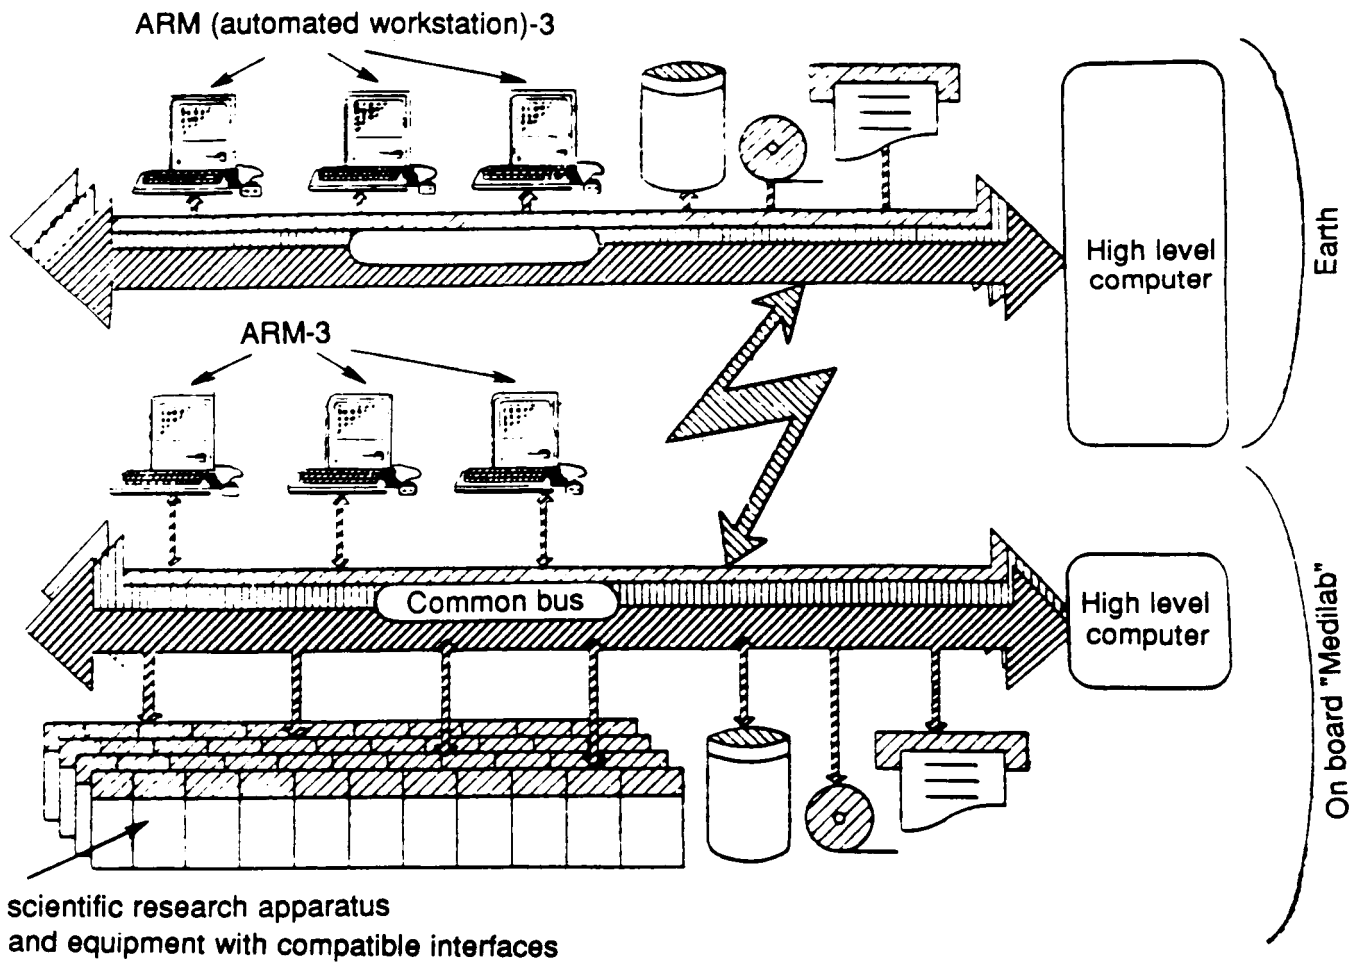 ARM (automated workstation)-3
High level
computer
Earth
ARM-3
Common bus
High level
computer
On board "Medilab"
scientific research apparatus
and equipment with compatible interfaces